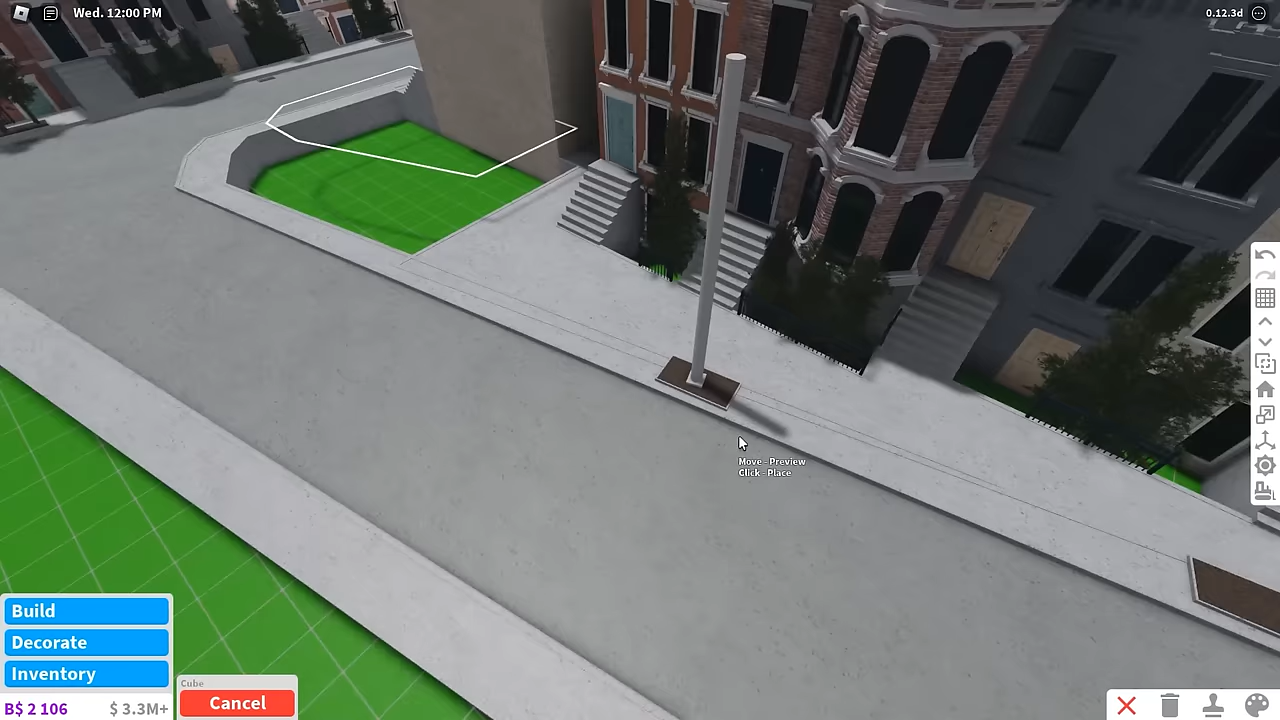 Wed. 12:00 PM
0.12.3d
Move - Preview
Click - Place
Build
Decorate
Inventory
B$ 2 106
$ 3.3M+
Cube
Cancel